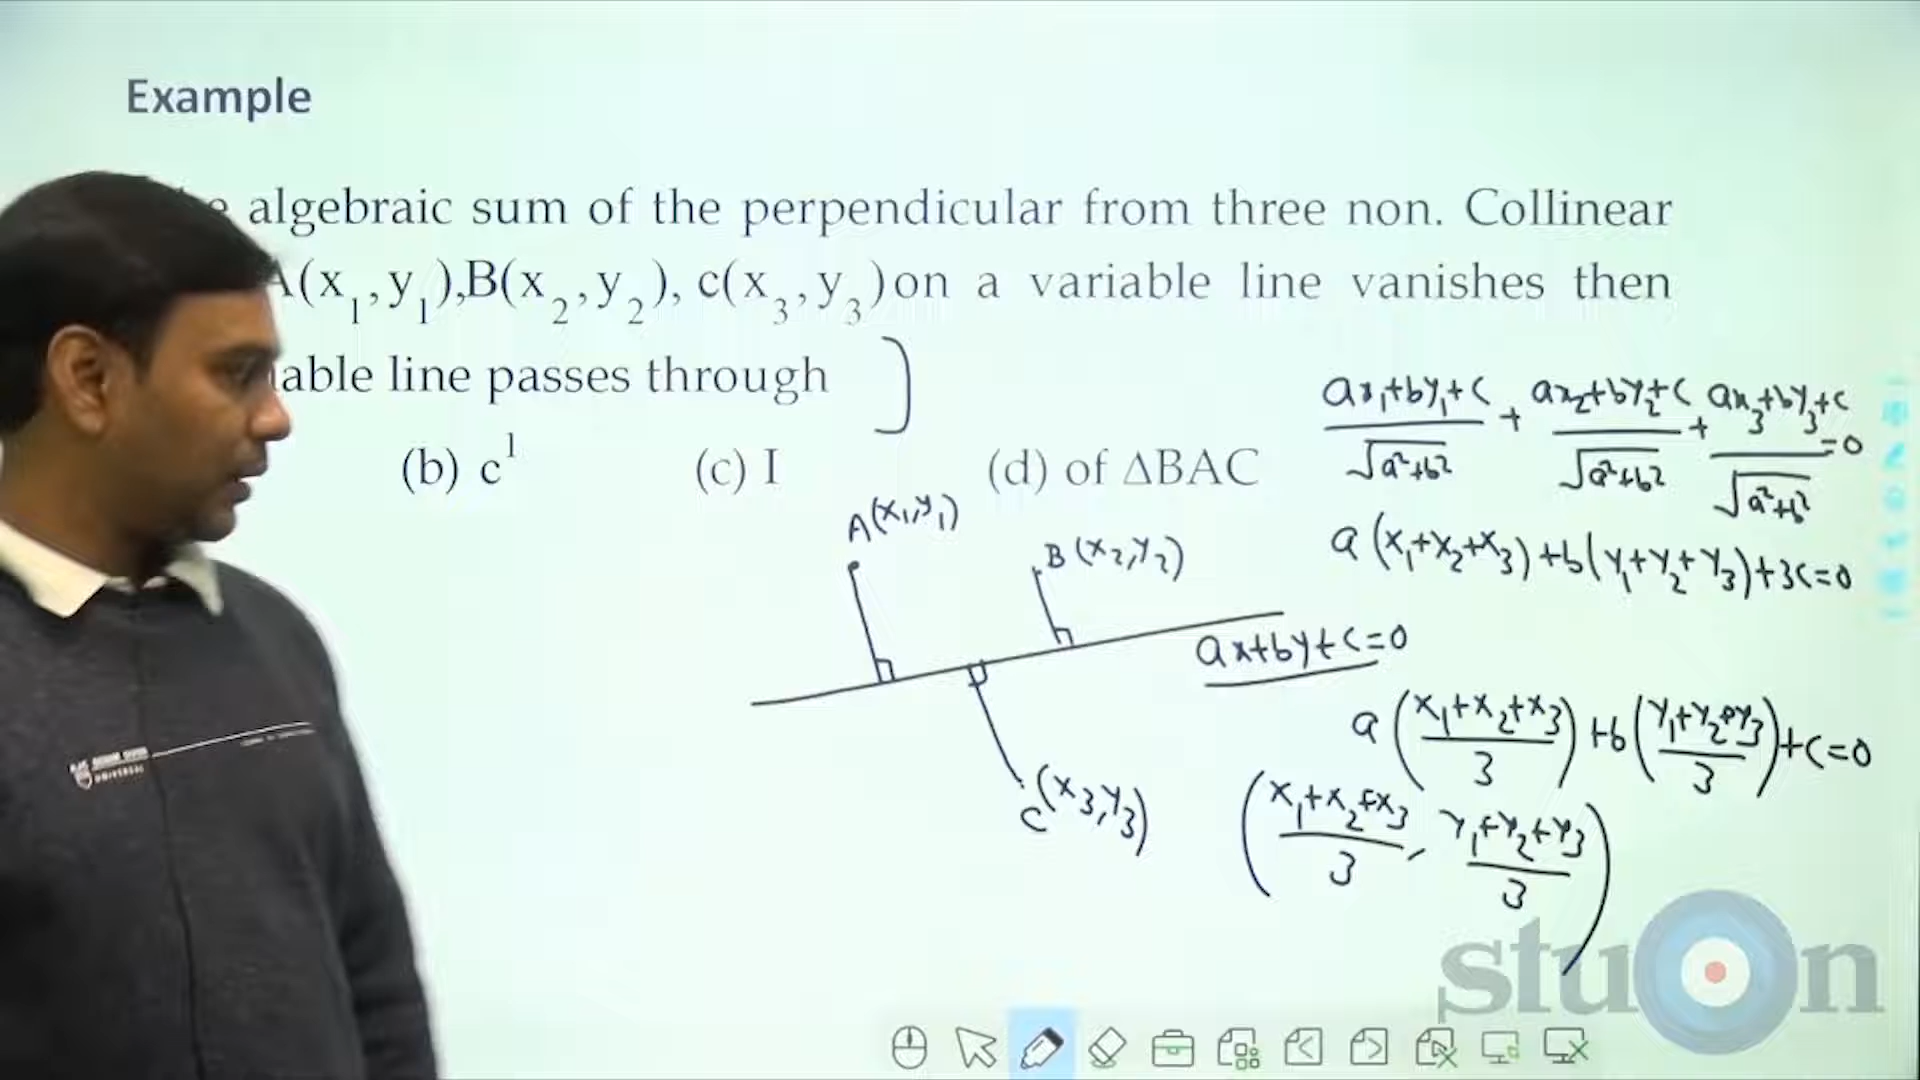 Example
algebraic sum of the perpendicular from three non. Collinear
A(x₁,y₁),B(x₂,y₂), c(x₃,y₃)on a variable line vanishes then
line passes through
(b) c¹ (c) I (d) of ΔBAC
(ax₁+by₁+c)/√(a²+b²) + (ax₂+by₂+c)/√(a²+b²) + (ax₃+by₃+c)/√(a²+b²) =0
A(x₁,y₁)
B(x₂,y₂)
a(x₁+x₂+x₃)+b(y₁+y₂+y₃)+3c=0
ax+by+c=0
a((x₁+x₂+x₃)/3)+b((y₁+y₂+y₃)/3)+c=0
C(x₃,y₃)
((x₁+x₂+x₃)/3, (y₁+y₂+y₃)/3)
stuOn